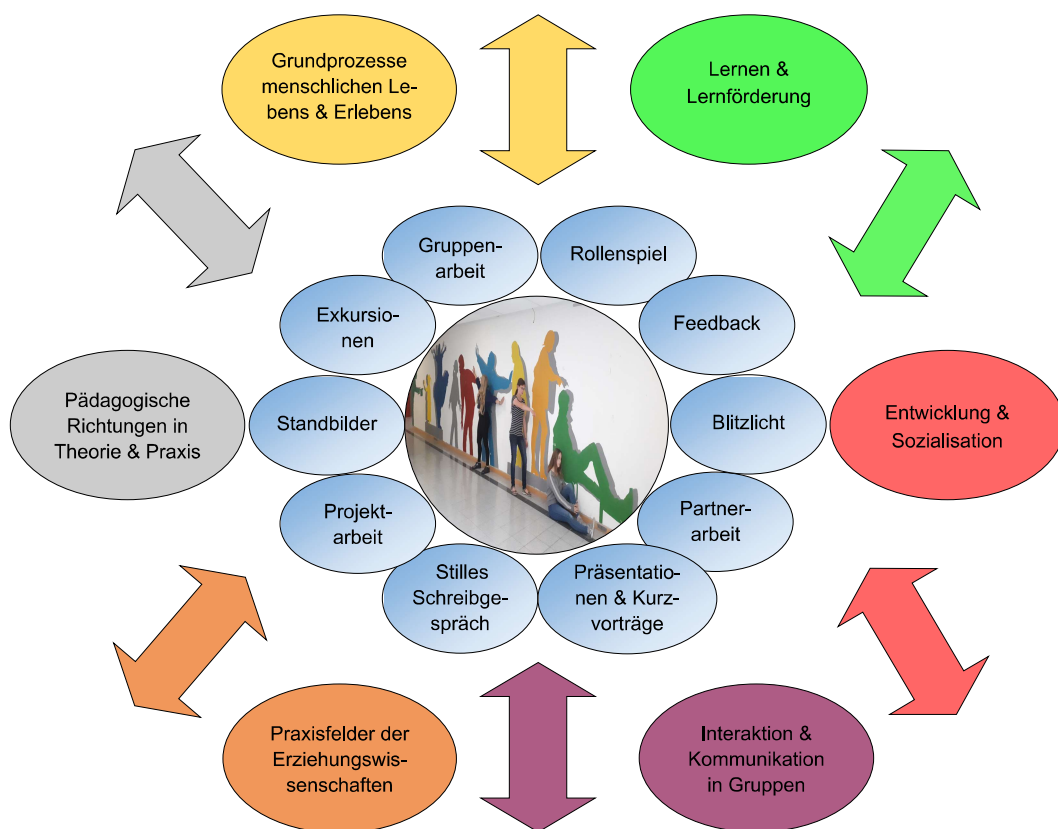 Grundprozesse
menschlichen Le-
bens & Erlebens
Lernen &
Lernförderung
Gruppen-
arbeit
Rollenspiel
Exkursio-
nen
Feedback
Pädagogische
Richtungen in
Theorie & Praxis
Standbilder
Blitzlicht
Entwicklung &
Sozialisation
Projekt-
arbeit
Partner-
arbeit
Stilles
Schreibge-
spräch
Präsentatio-
nen & Kurz-
vorträge
Praxisfelder der
Erziehungswis-
senschaften
Interaktion &
Kommunikation
in Gruppen